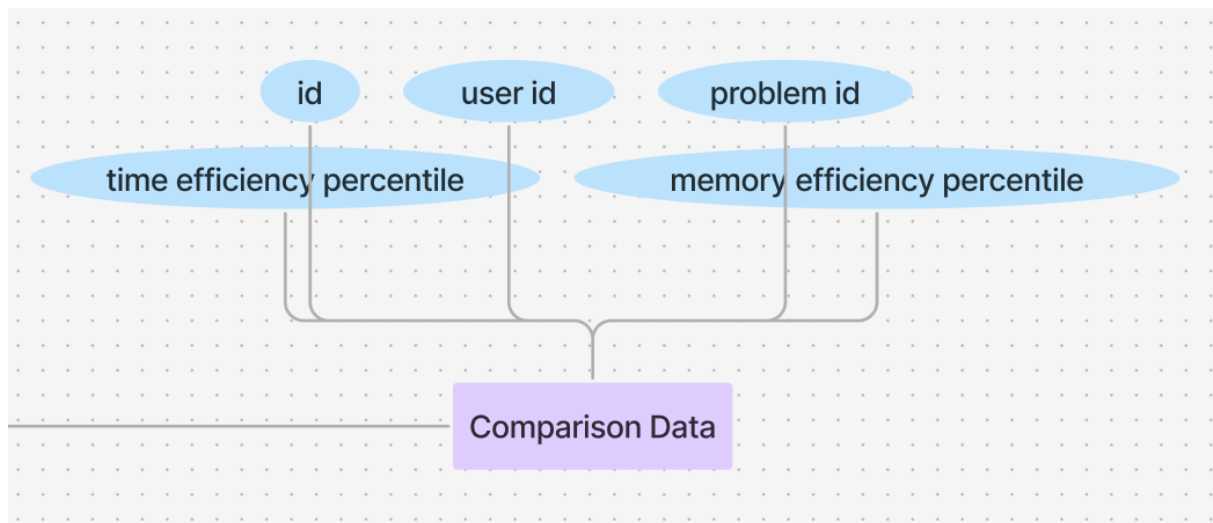 id
user id
problem id
time efficiency percentile
memory efficiency percentile
Comparison Data